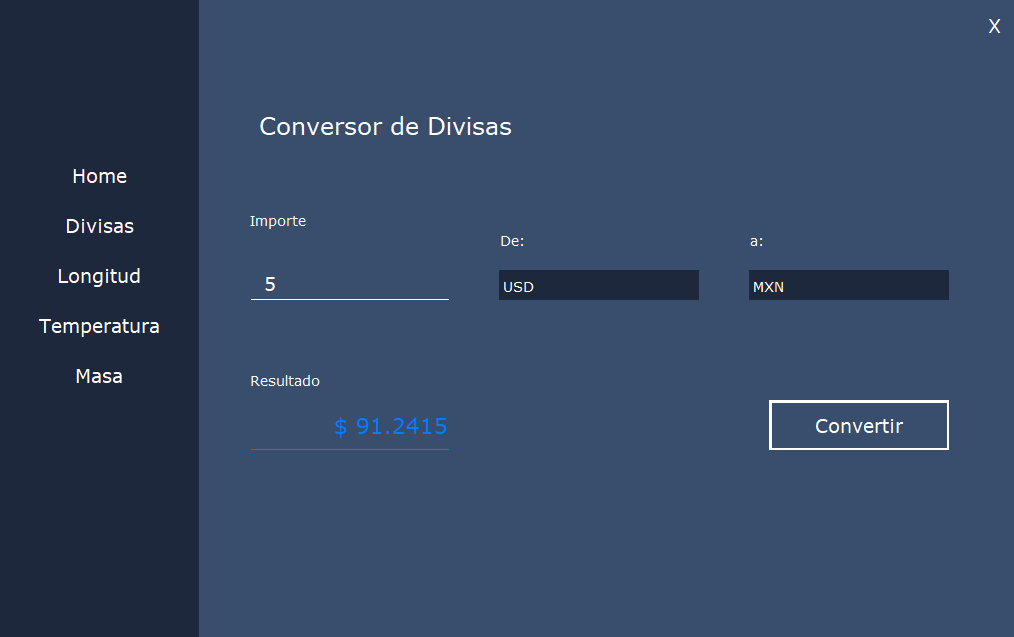 X
Home
Divisas
Longitud
Temperatura
Masa
Conversor de Divisas
Importe
5
De:
USD
a:
MXN
Resultado
$ 91.2415
Convertir